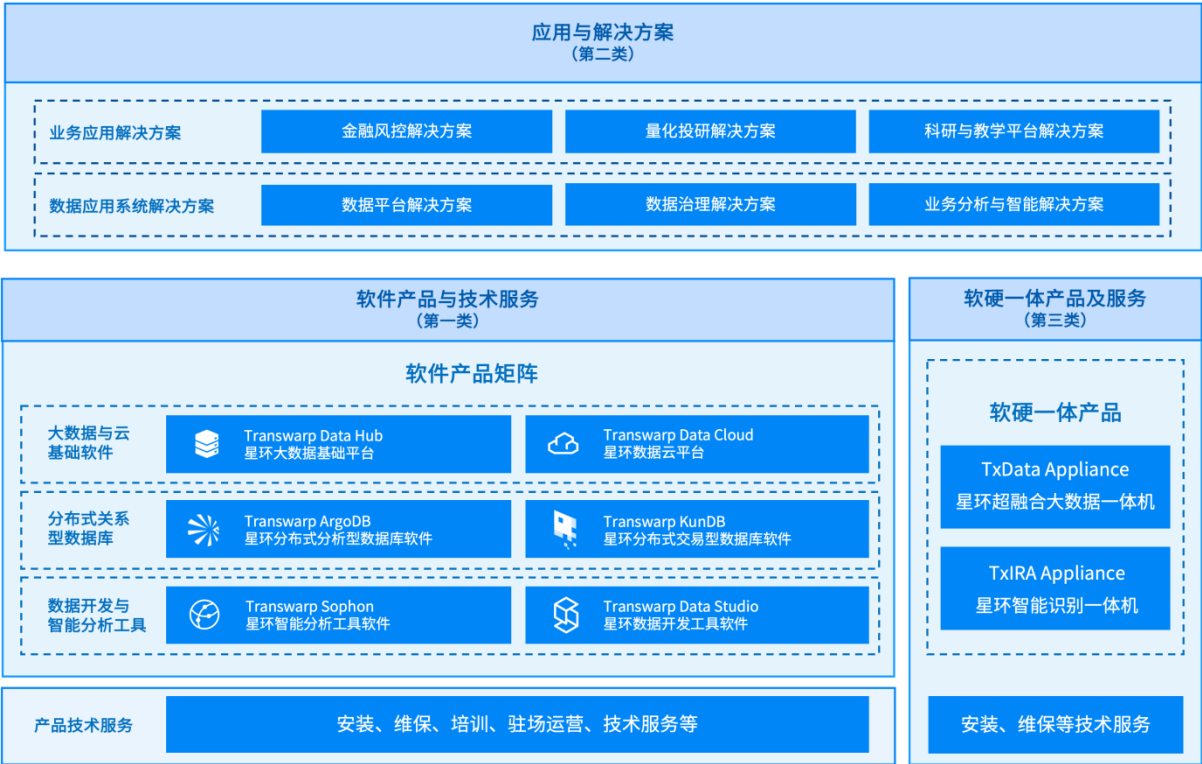 应用与解决方案
（第二类）
业务应用解决方案
金融风控解决方案
量化投研解决方案
科研与教学平台解决方案
数据应用系统解决方案
数据平台解决方案
数据治理解决方案
业务分析与智能解决方案
软件产品与技术服务
（第一类）
软件产品矩阵
大数据与云
基础软件
Transwarp Data Hub
星环大数据基础平台
Transwarp Data Cloud
星环数据云平台
分布式关系
型数据库
Transwarp ArgoDB
星环分布式分析型数据库软件
Transwarp KunDB
星环分布式交易型数据库软件
数据开发与
智能分析工具
Transwarp Sophon
星环智能分析工具软件
Transwarp Data Studio
星环数据开发工具软件
产品技术服务
安装、维保、培训、驻场运营、技术服务等
软硬一体产品及服务
（第三类）
软硬一体产品
TxData Appliance
星环超融合大数据一体机
TxIRA Appliance
星环智能识别一体机
安装、维保等技术服务